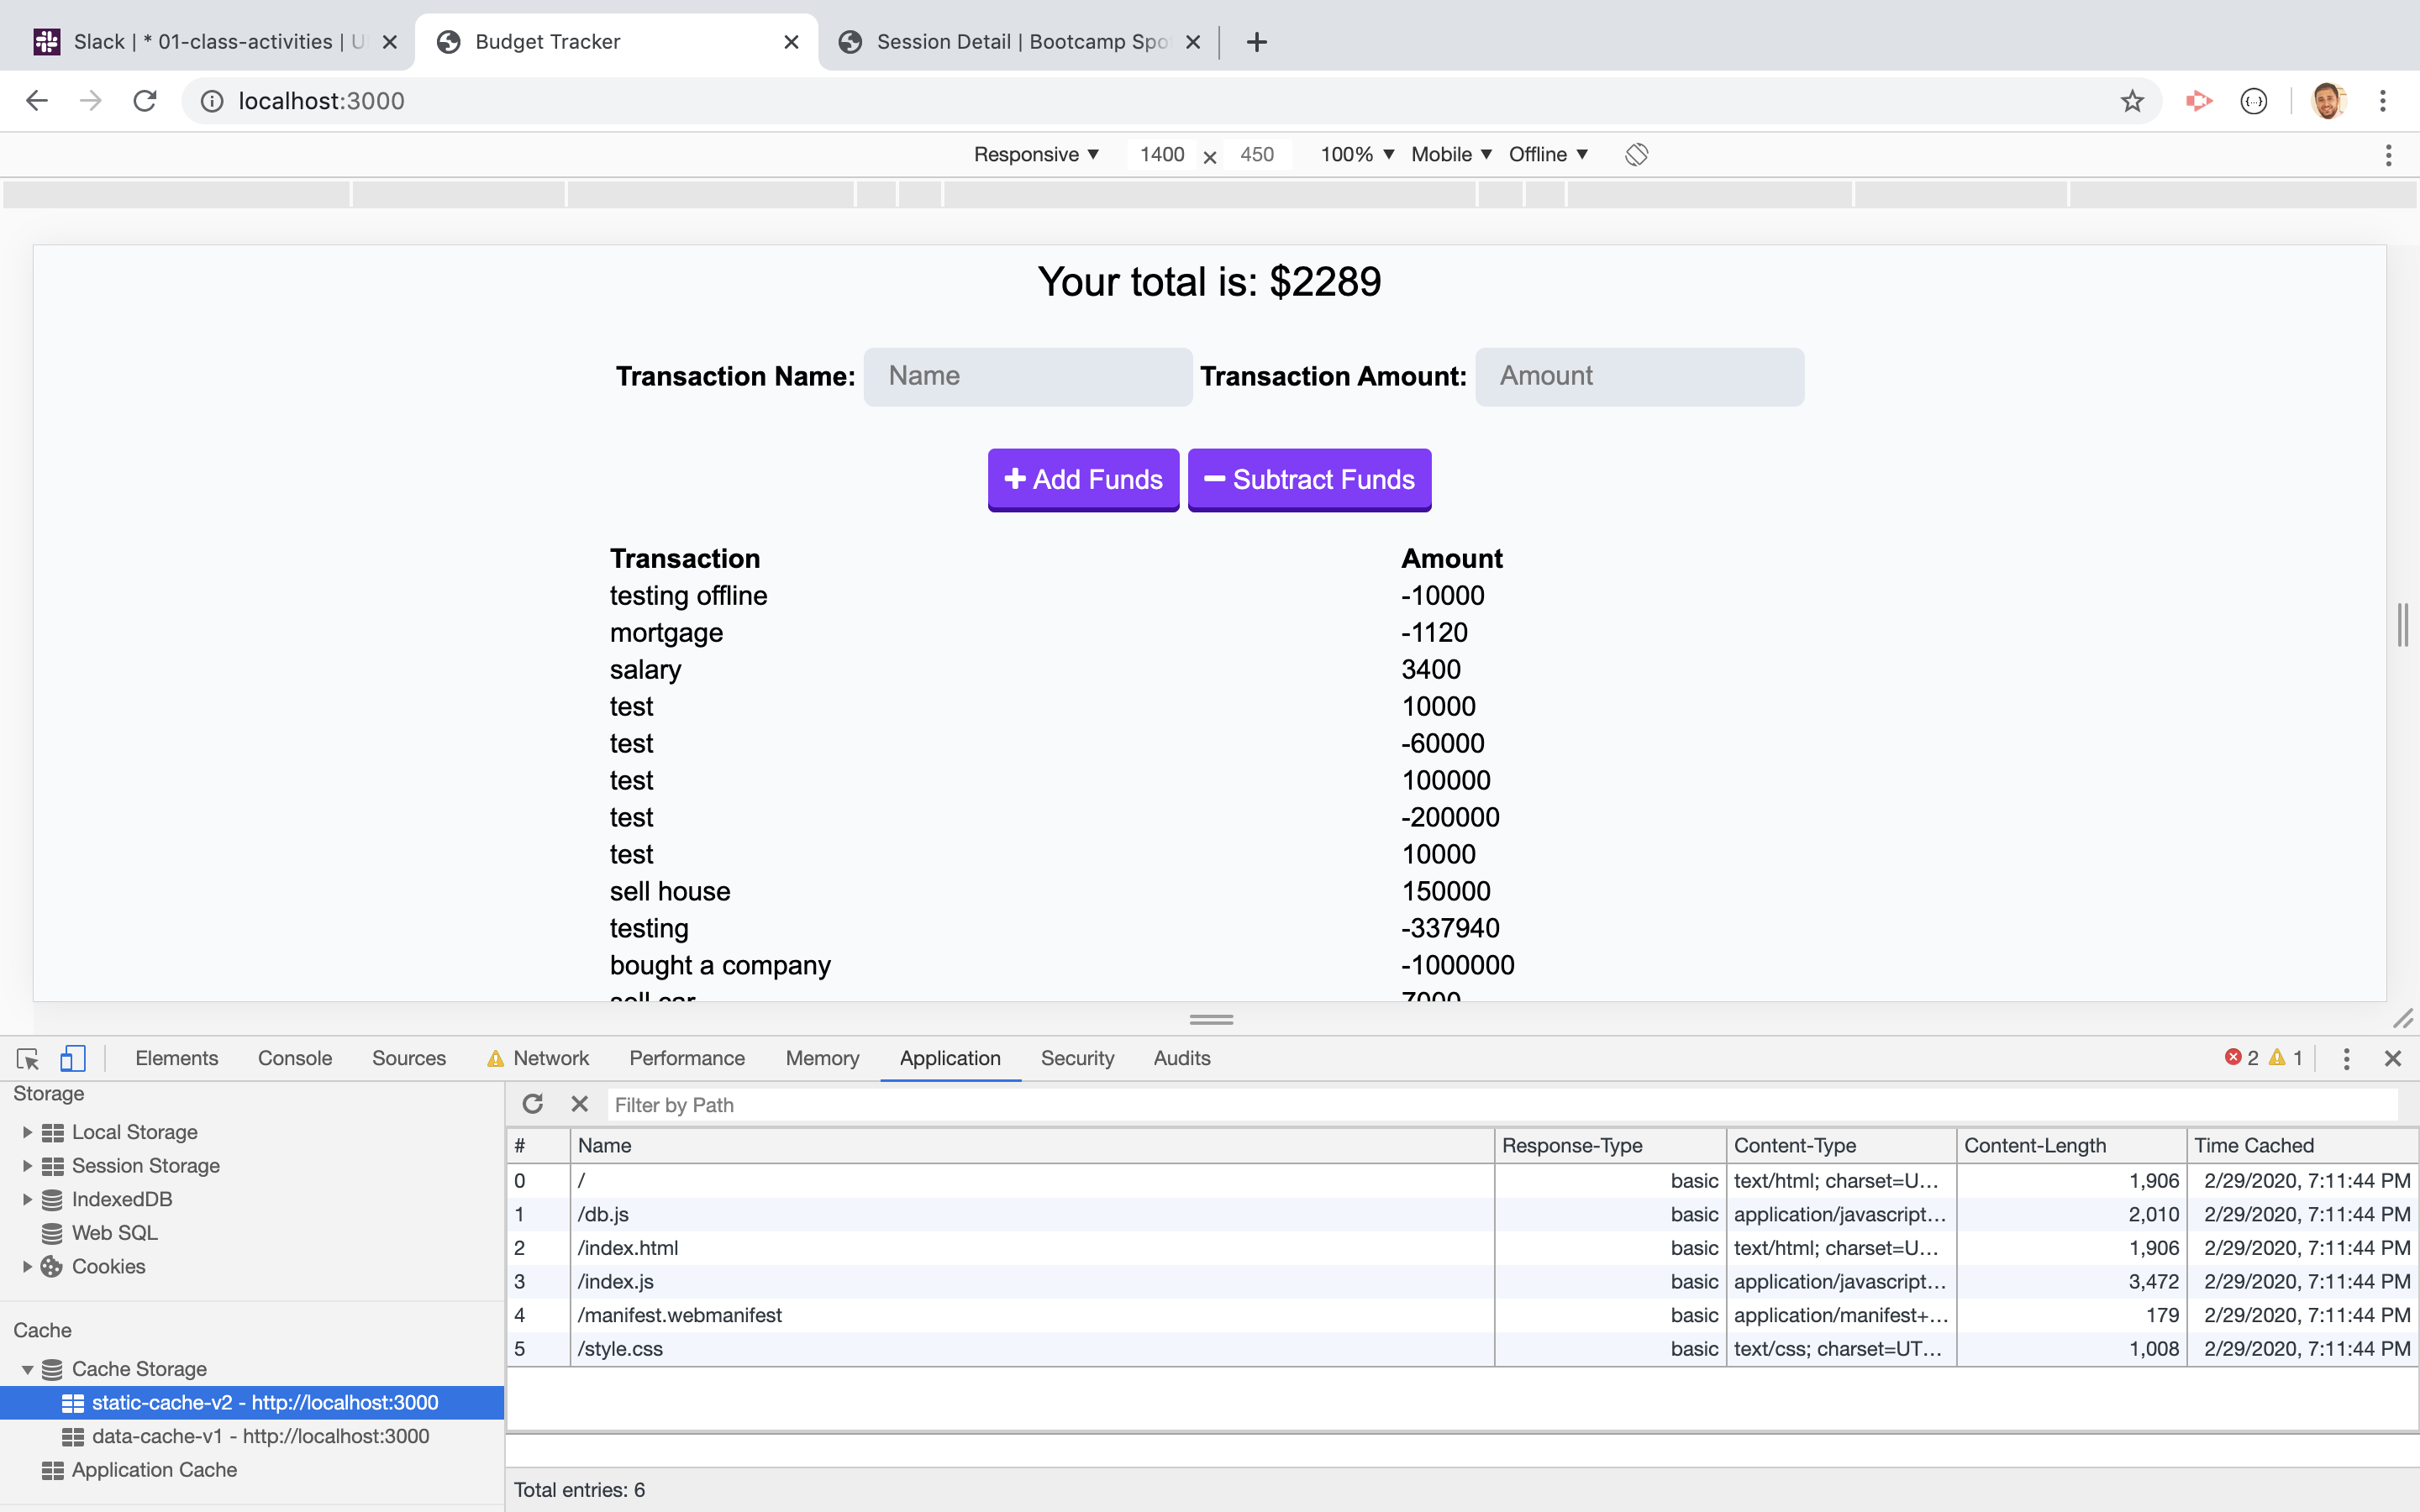 Slack | * 01-class-activities | U
Budget Tracker
Session Detail | Bootcamp Spo
localhost:3000
Responsive 1400 × 450 100% Mobile Offline
Your total is: $2289
Transaction Name: Name Transaction Amount: Amount
Add Funds Subtract Funds
Transaction Amount
testing offline -10000
mortgage -1120
salary 3400
test 10000
test -60000
test 100000
test -200000
test 10000
sell house 150000
testing -337940
bought a company -1000000
sell car 7000
Elements Console Sources Network Performance Memory Application Security Audits 2 1
Storage
Local Storage
Session Storage
IndexedDB
Web SQL
Cookies
Cache
Cache Storage
static-cache-v2 - http://localhost:3000
data-cache-v1 - http://localhost:3000
Application Cache
Filter by Path
# Name Response-Type Content-Type Content-Length Time Cached
0 / basic text/html; charset=U... 1,906 2/29/2020, 7:11:44 PM
1 /db.js basic application/javascript... 2,010 2/29/2020, 7:11:44 PM
2 /index.html basic text/html; charset=U... 1,906 2/29/2020, 7:11:44 PM
3 /index.js basic application/javascript... 3,472 2/29/2020, 7:11:44 PM
4 /manifest.webmanifest basic application/manifest+... 179 2/29/2020, 7:11:44 PM
5 /style.css basic text/css; charset=UT... 1,008 2/29/2020, 7:11:44 PM
Total entries: 6